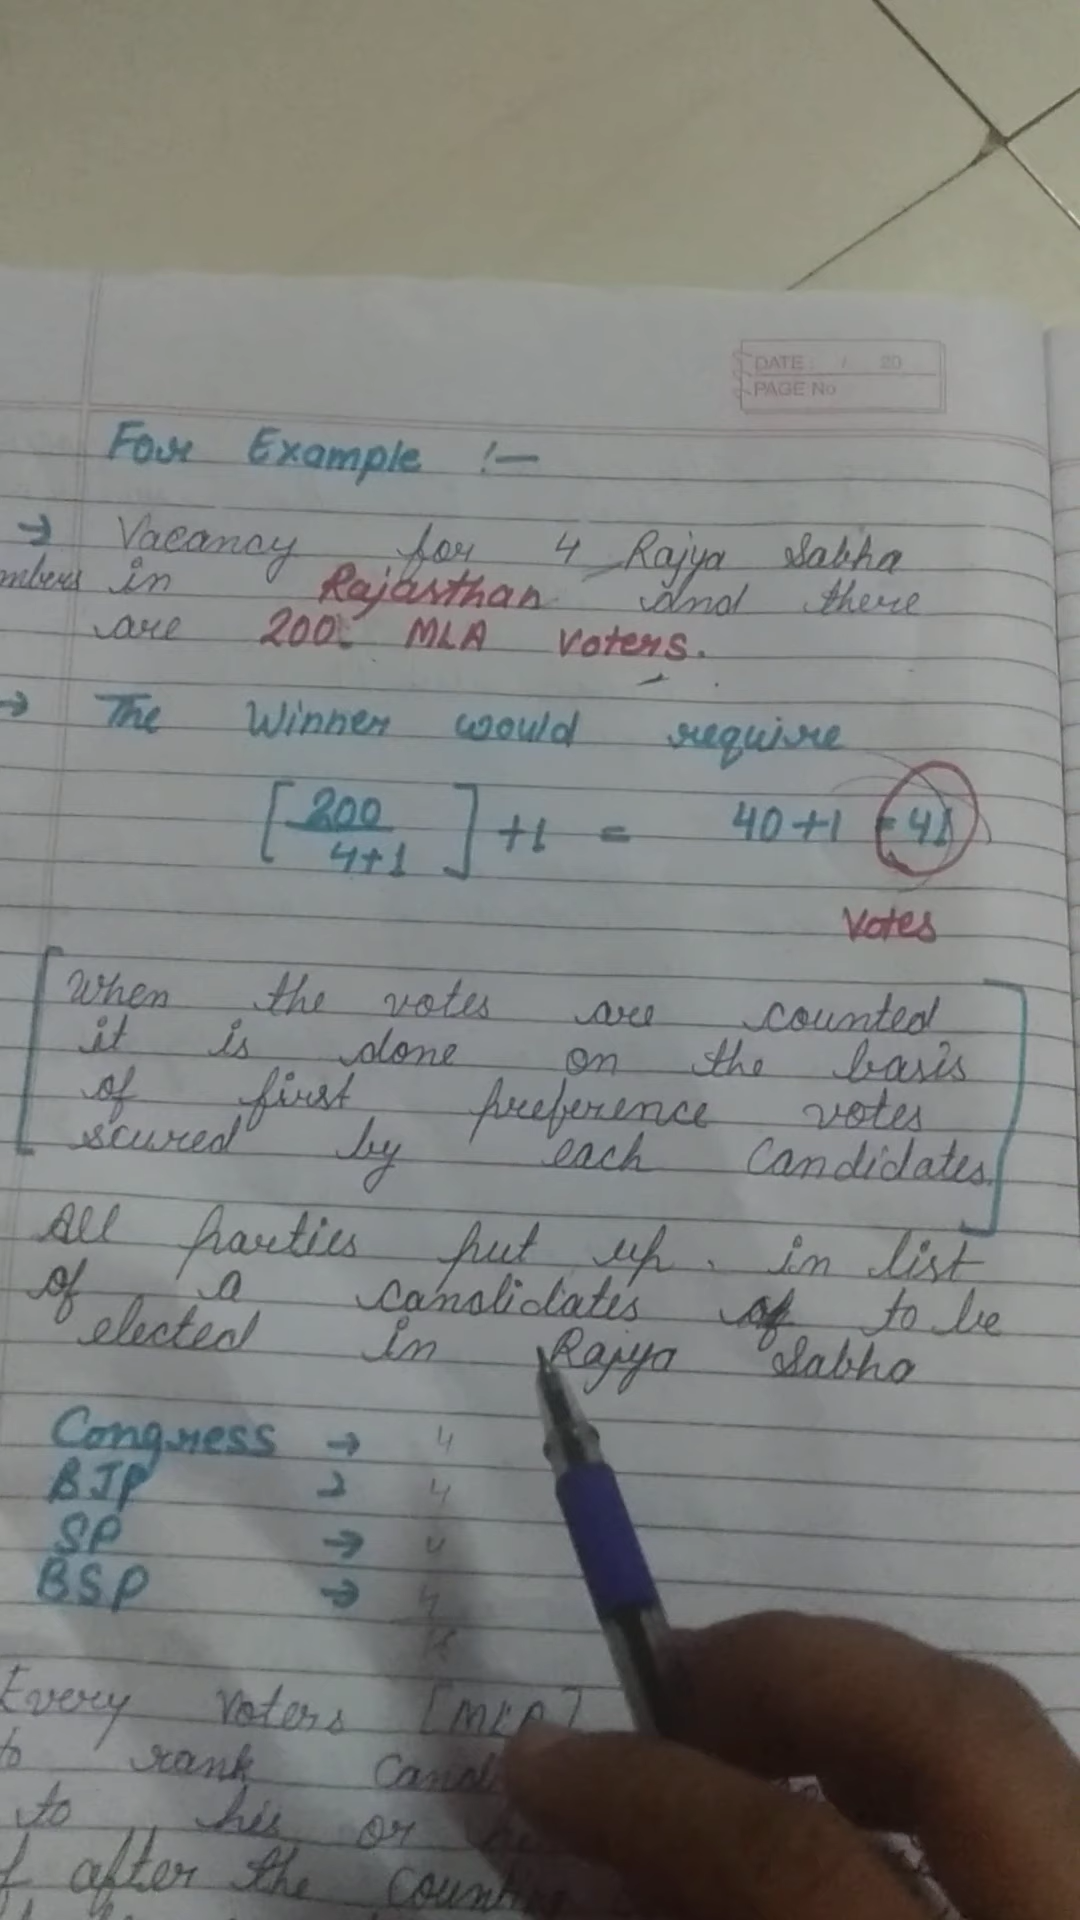 DATE : / 20
PAGE No
For Example :-
→ Vacancy for 4 Rajya Sabha
mbers in Rajasthan and there
are 200 MLA Voters.
→ The Winner would require
[200/4+1] +1 = 40+1 = 41
Votes
[When the votes are counted
it is done on the basis
of first preference votes
scured by each Candidates.]
All parties put up in list
of a candidates to be
elected in Rajya Sabha
Congress → 4
BJP → 4
SP → 4
BSP → 4
Every Voters [MLA]
to rank
to his or
after the